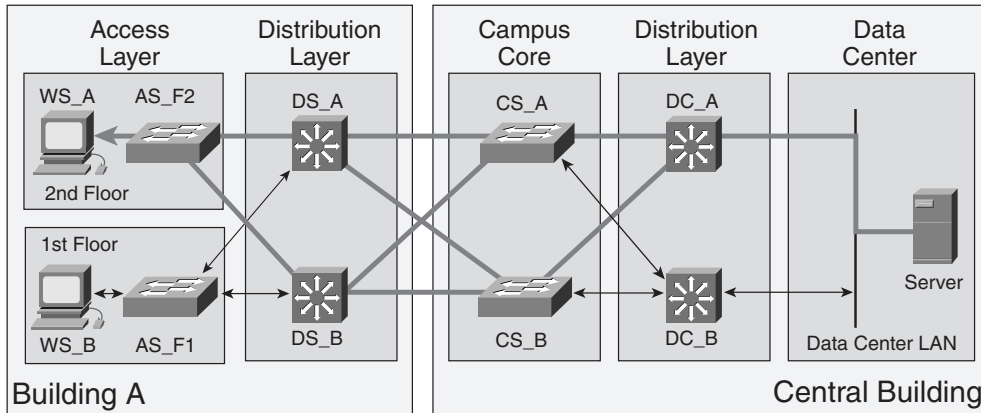 Access
Layer
Distribution
Layer
Campus
Core
Distribution
Layer
Data
Center
WS_A
AS_F2
DS_A
CS_A
DC_A
2nd Floor
1st Floor
Server
WS_B
AS_F1
DS_B
CS_B
DC_B
Data Center LAN
Building A
Central Building